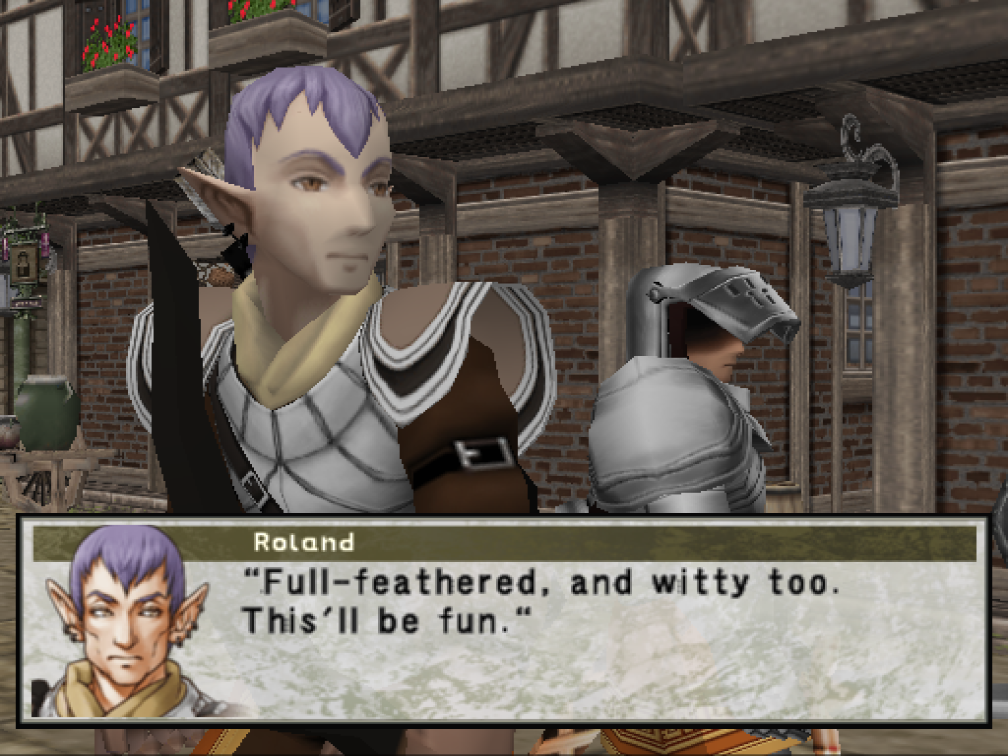 Roland
“Full-feathered, and witty too.
This'll be fun.“